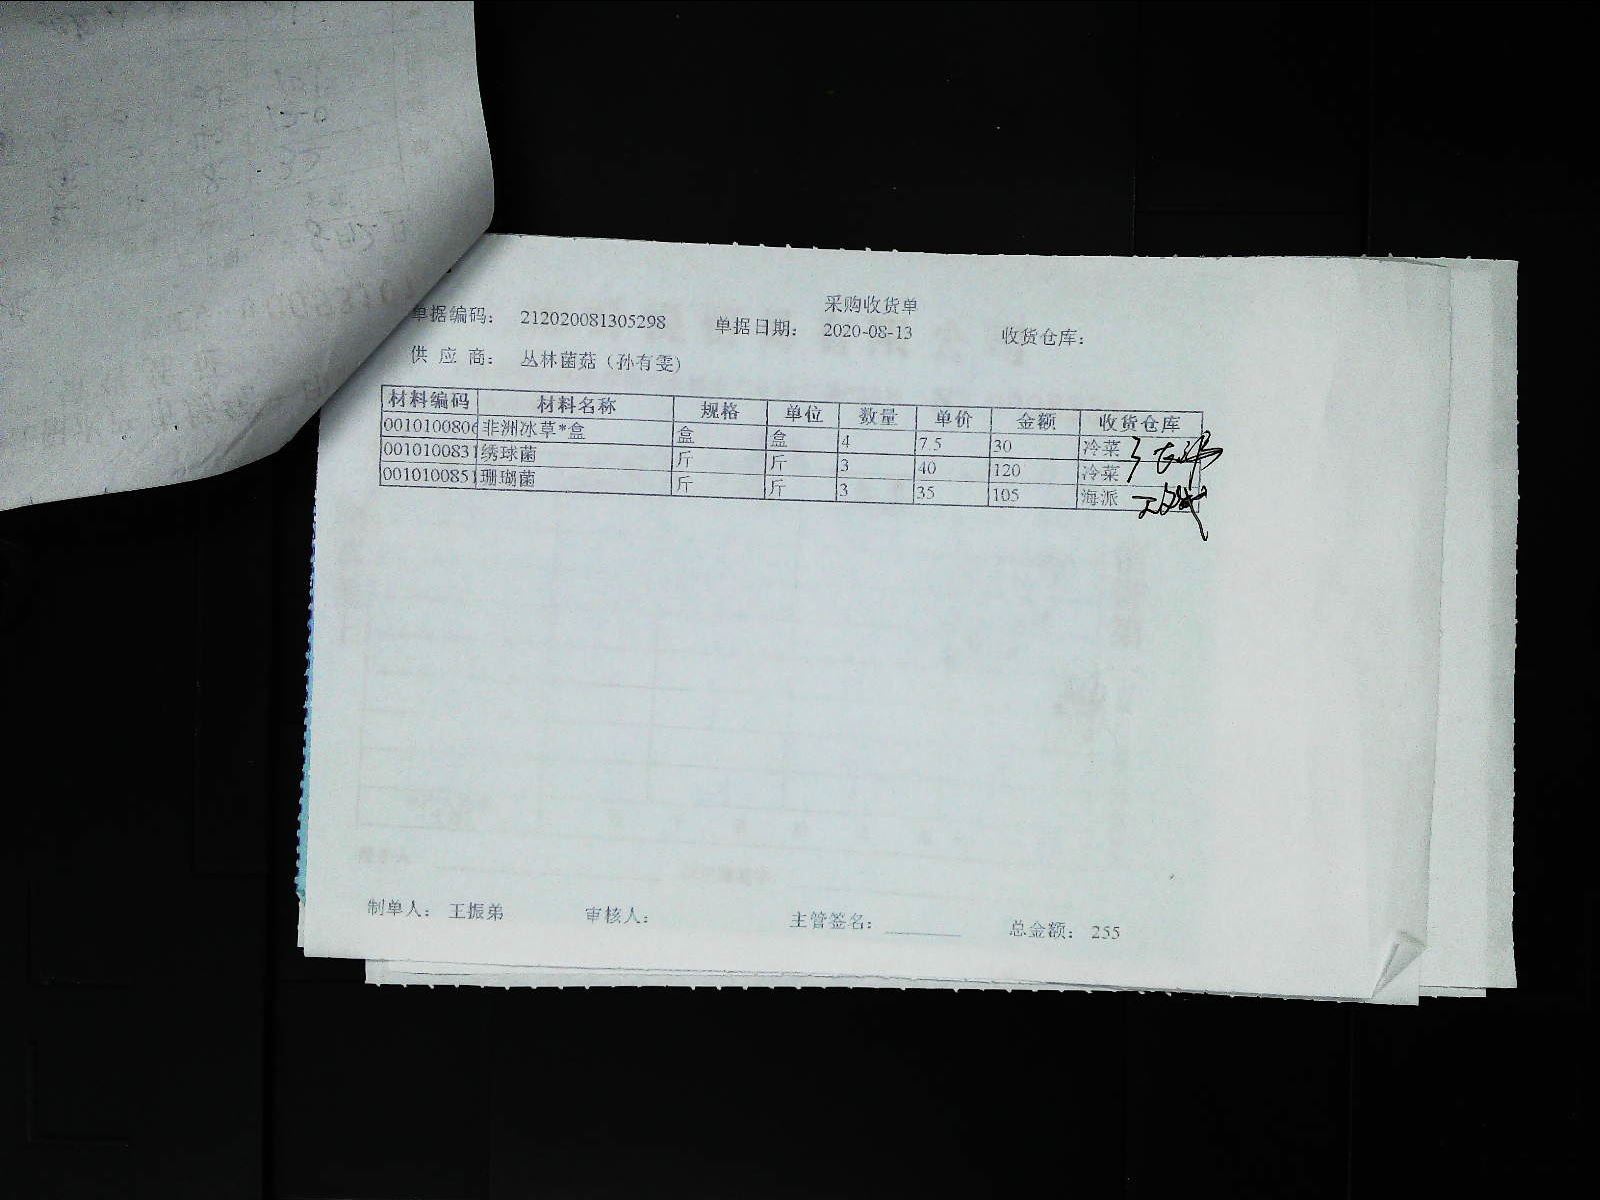 采购收货单
单据编码： 212020081305298 单据日期： 2020-08-13 收货仓库：
供 应 商： 丛林菌菇（孙有雯）
材料编码 材料名称 规格 单位 数量 单价 金额 收货仓库
0010100806 非洲冰草*盒 盒 盒 4 7.5 30 冷菜
0010100831 绣球菌 斤 斤 3 40 120 冷菜
0010100851 珊瑚菌 斤 斤 3 35 105 海派
制单人： 王振弟 审核人： 主管签名： 总金额： 255